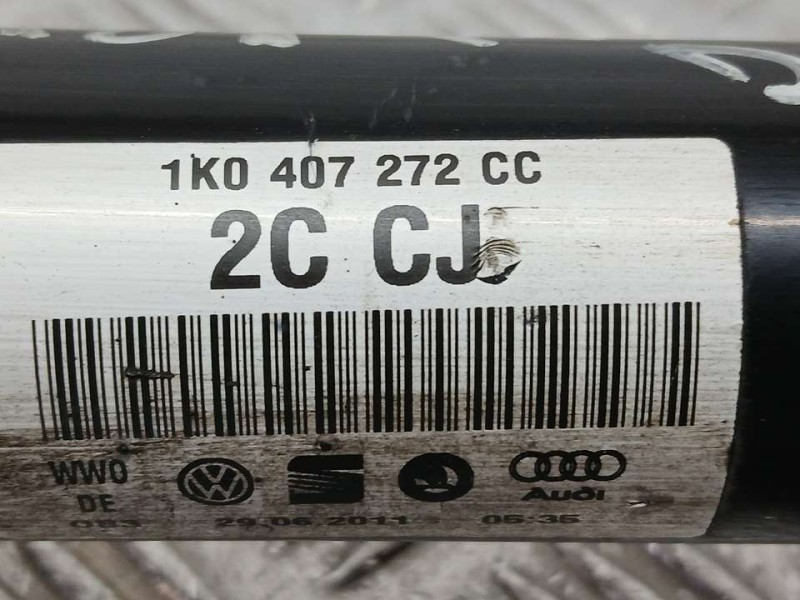 1K0 407 272 CC
2C CJ
WWO
DE
Audi
29.06.2011 05:35